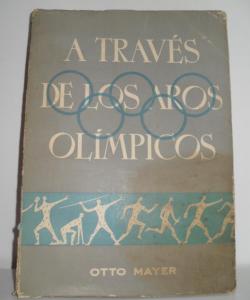 A TRAVÉS
DE LOS AROS
OLÍMPICOS
OTTO MAYER